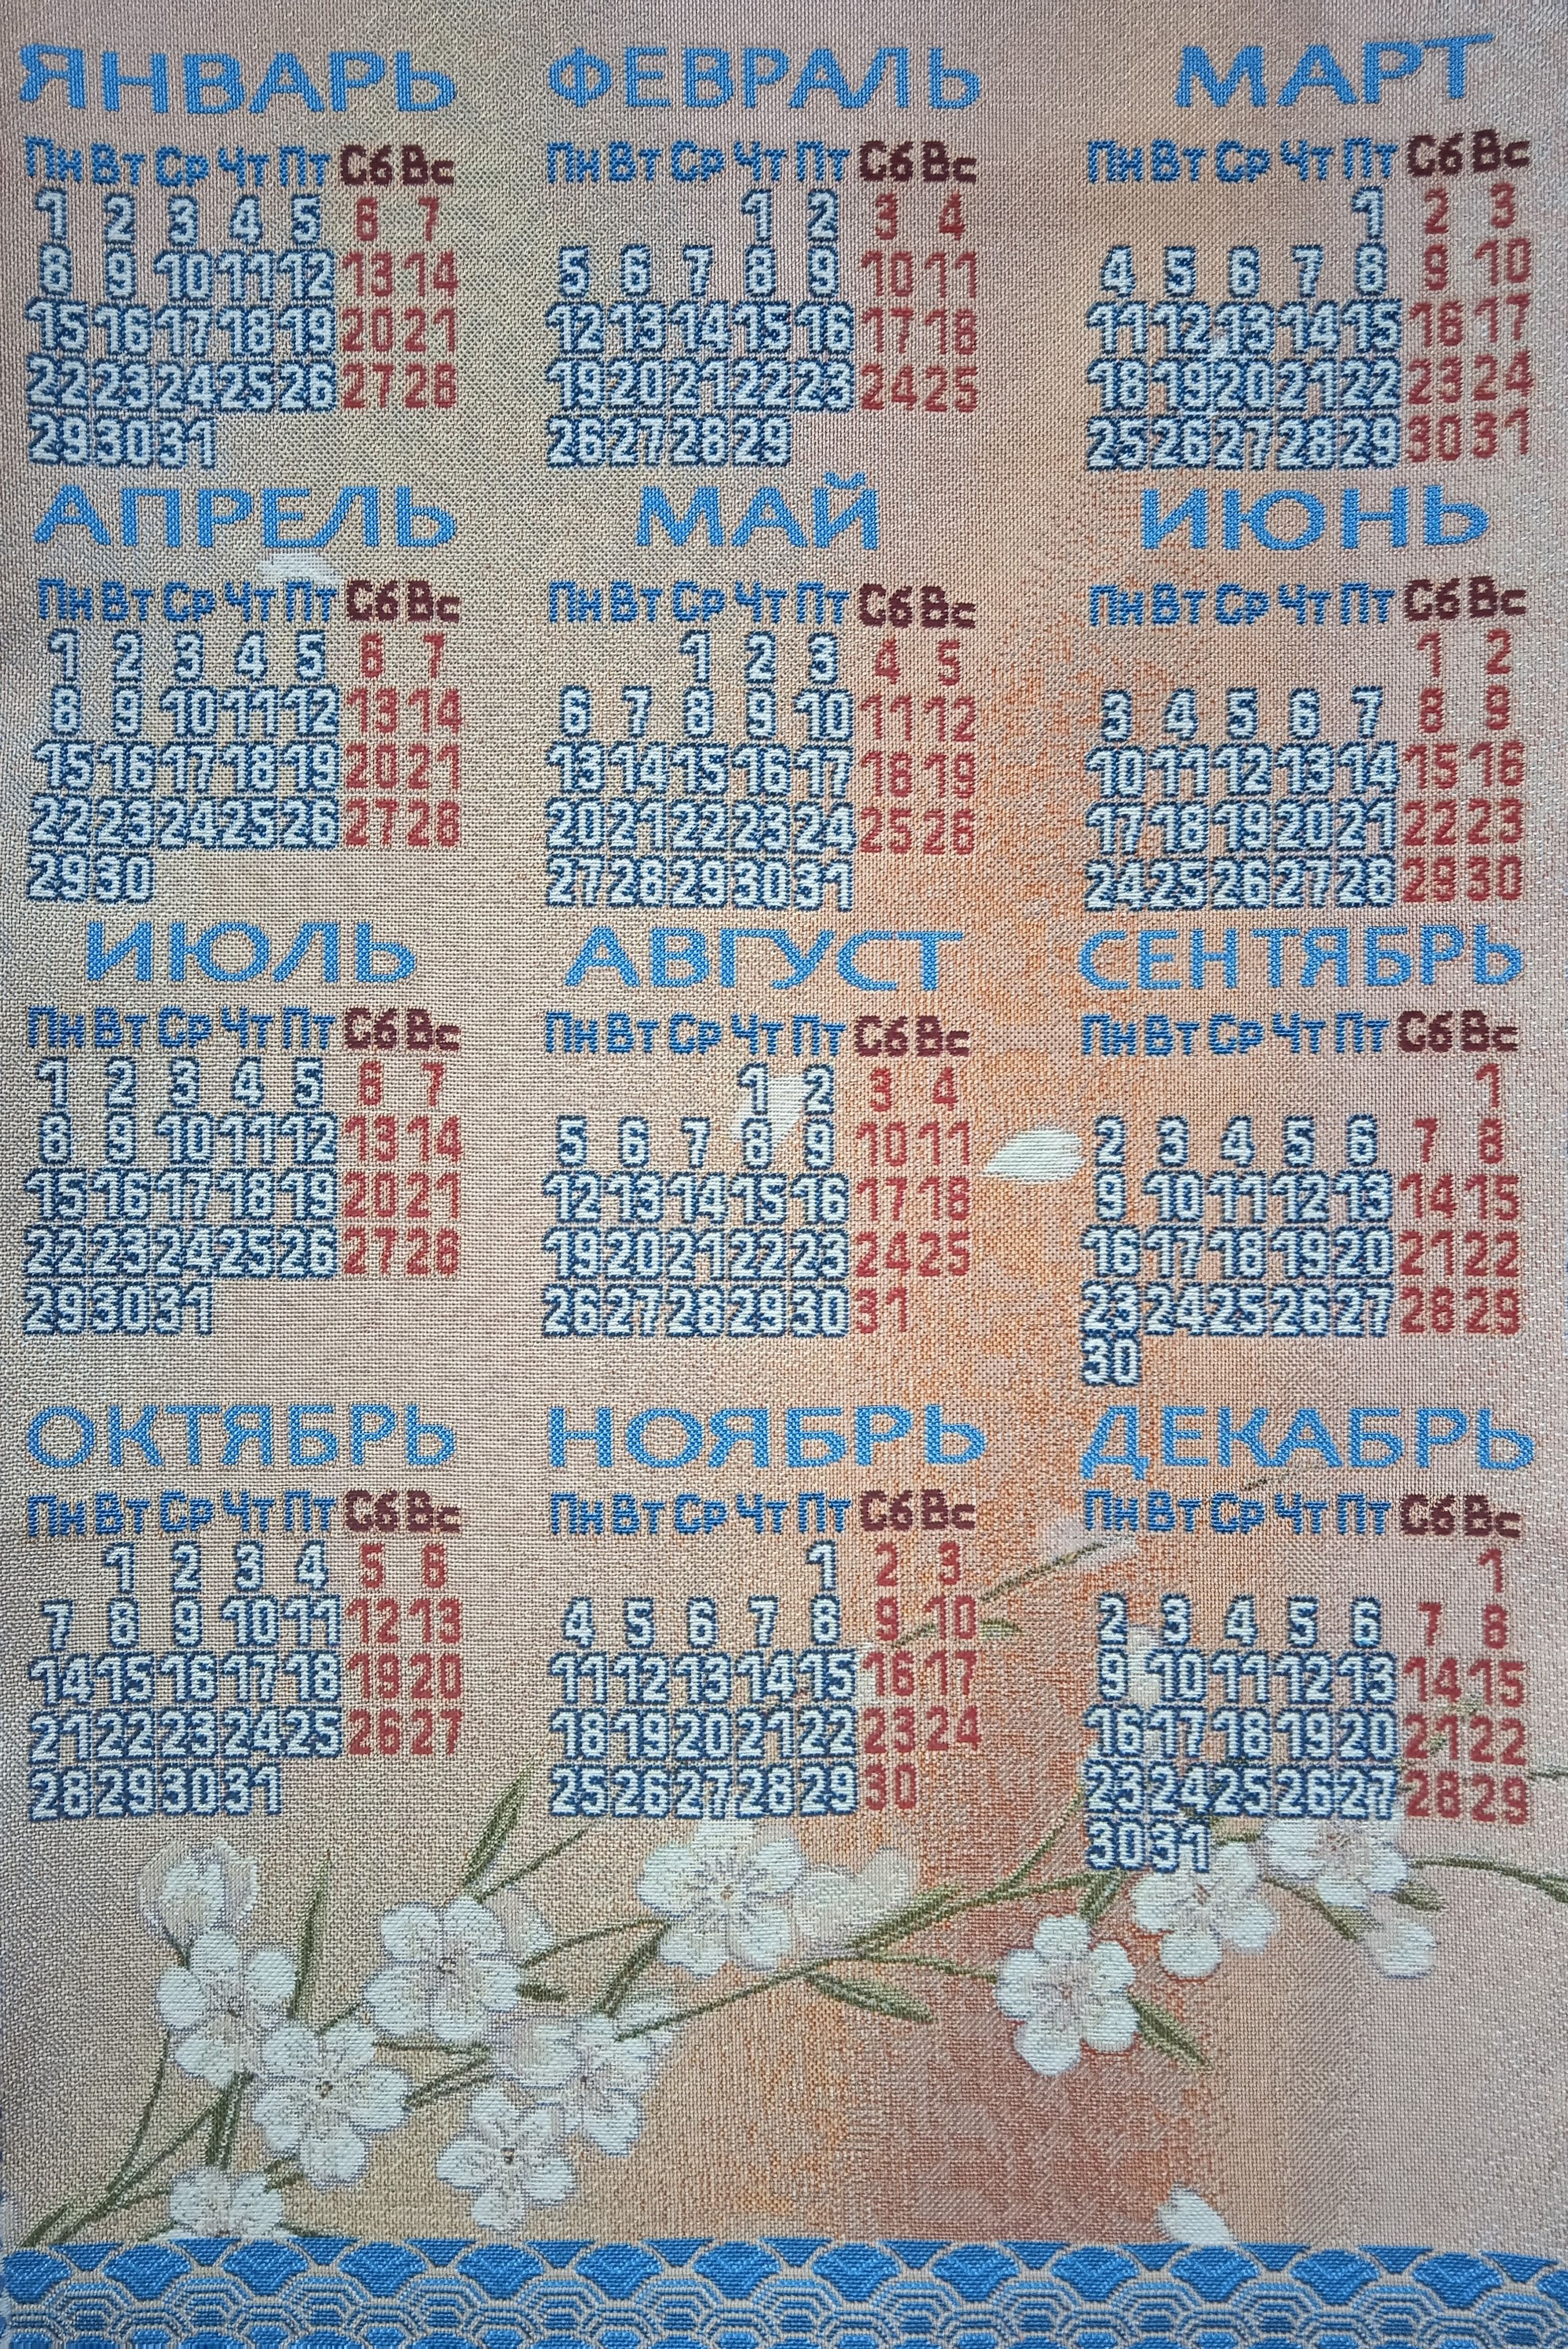 ЯНВАРЬ
Пн Вт Ср Чт Пт Сб Вс
1 2 3 4 5 6 7
8 9 10 11 12 13 14
15 16 17 18 19 20 21
22 23 24 25 26 27 28
29 30 31
ФЕВРАЛЬ
Пн Вт Ср Чт Пт Сб Вс
1 2 3 4
5 6 7 8 9 10 11
12 13 14 15 16 17 18
19 20 21 22 23 24 25
26 27 28 29
МАРТ
Пн Вт Ср Чт Пт Сб Вс
1 2 3
4 5 6 7 8 9 10
11 12 13 14 15 16 17
18 19 20 21 22 23 24
25 26 27 28 29 30 31
АПРЕЛЬ
Пн Вт Ср Чт Пт Сб Вс
1 2 3 4 5 6 7
8 9 10 11 12 13 14
15 16 17 18 19 20 21
22 23 24 25 26 27 28
29 30
МАЙ
Пн Вт Ср Чт Пт Сб Вс
1 2 3 4 5
6 7 8 9 10 11 12
13 14 15 16 17 18 19
20 21 22 23 24 25 26
27 28 29 30 31
ИЮНЬ
Пн Вт Ср Чт Пт Сб Вс
1 2
3 4 5 6 7 8 9
10 11 12 13 14 15 16
17 18 19 20 21 22 23
24 25 26 27 28 29 30
ИЮЛЬ
Пн Вт Ср Чт Пт Сб Вс
1 2 3 4 5 6 7
8 9 10 11 12 13 14
15 16 17 18 19 20 21
22 23 24 25 26 27 28
29 30 31
АВГУСТ
Пн Вт Ср Чт Пт Сб Вс
1 2 3 4
5 6 7 8 9 10 11
12 13 14 15 16 17 18
19 20 21 22 23 24 25
26 27 28 29 30 31
СЕНТЯБРЬ
Пн Вт Ср Чт Пт Сб Вс
1
2 3 4 5 6 7 8
9 10 11 12 13 14 15
16 17 18 19 20 21 22
23 24 25 26 27 28 29
30
ОКТЯБРЬ
Пн Вт Ср Чт Пт Сб Вс
1 2 3 4 5 6
7 8 9 10 11 12 13
14 15 16 17 18 19 20
21 22 23 24 25 26 27
28 29 30 31
НОЯБРЬ
Пн Вт Ср Чт Пт Сб Вс
1 2 3
4 5 6 7 8 9 10
11 12 13 14 15 16 17
18 19 20 21 22 23 24
25 26 27 28 29 30
ДЕКАБРЬ
Пн Вт Ср Чт Пт Сб Вс
1
2 3 4 5 6 7 8
9 10 11 12 13 14 15
16 17 18 19 20 21 22
23 24 25 26 27 28 29
30 31